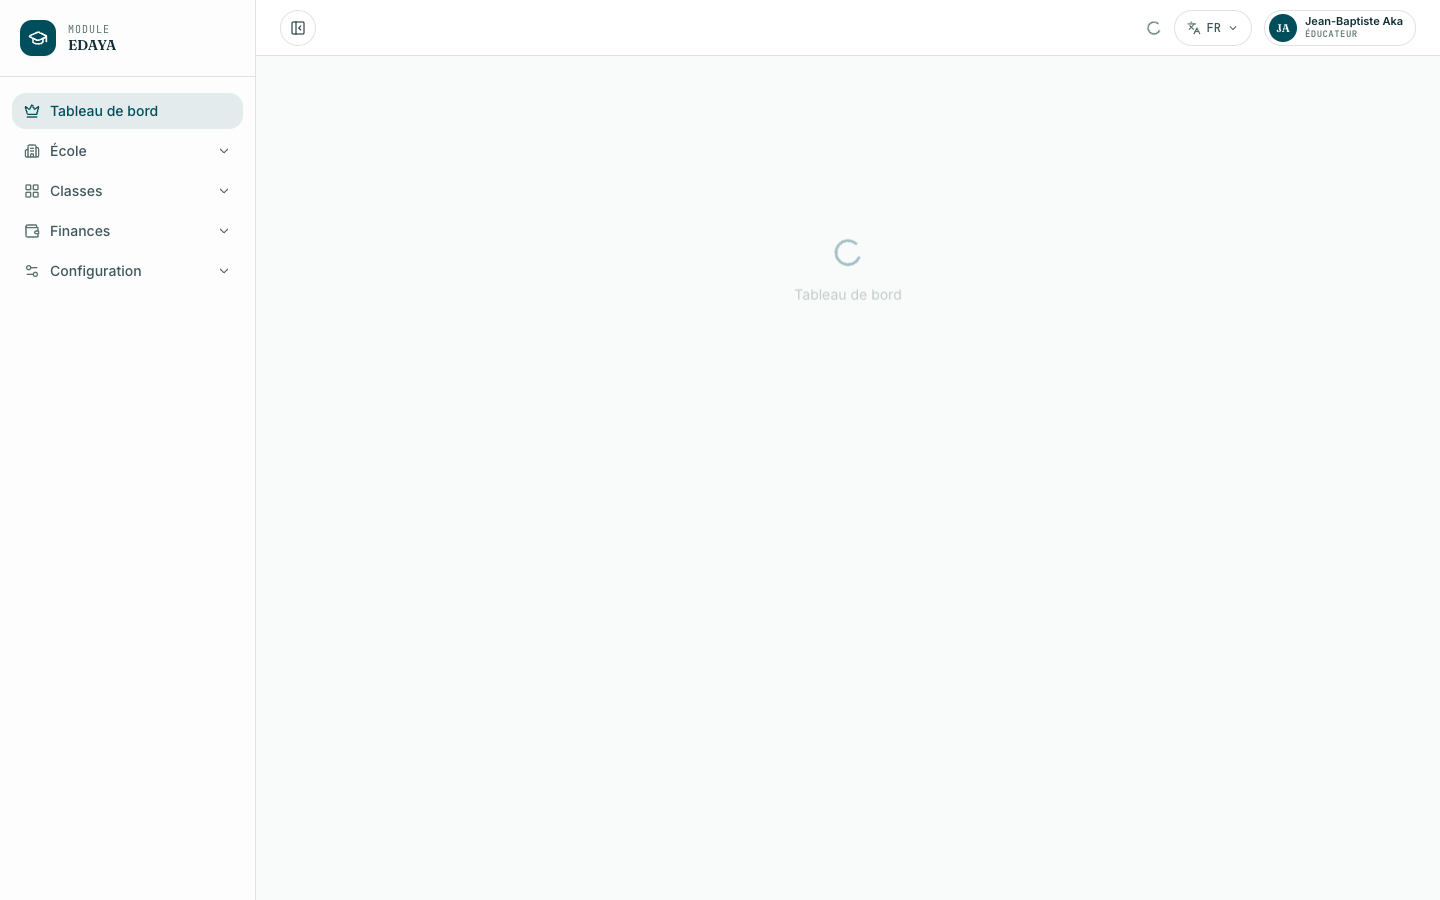 MODULE
EDAYA
Tableau de bord
École
Classes
Finances
Configuration
FR
JA
Jean-Baptiste Aka
ÉDUCATEUR
Tableau de bord